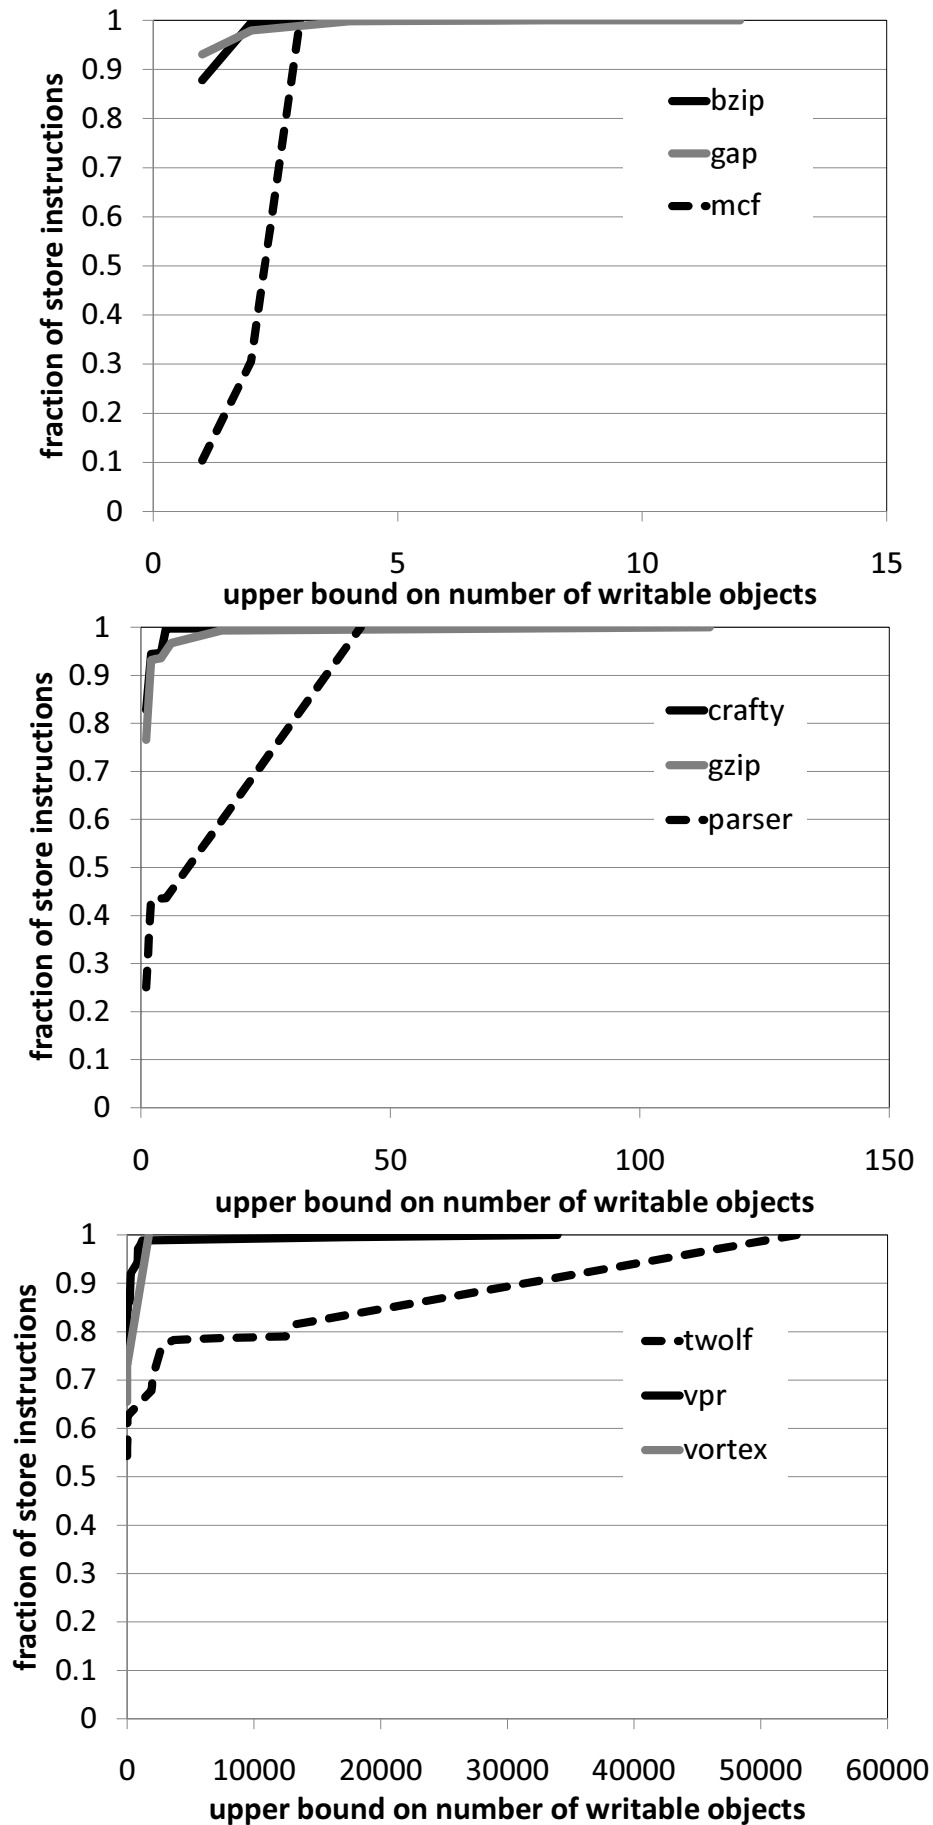 fraction of store instructions
1
0.9
0.8
0.7
0.6
0.5
0.4
0.3
0.2
0.1
0
bzip
gap
mcf
0 5 10 15
upper bound on number of writable objects
fraction of store instructions
1
0.9
0.8
0.7
0.6
0.5
0.4
0.3
0.2
0.1
0
crafty
gzip
parser
0 50 100 150
upper bound on number of writable objects
fraction of store instructions
1
0.9
0.8
0.7
0.6
0.5
0.4
0.3
0.2
0.1
0
twolf
vpr
vortex
0 10000 20000 30000 40000 50000 60000
upper bound on number of writable objects